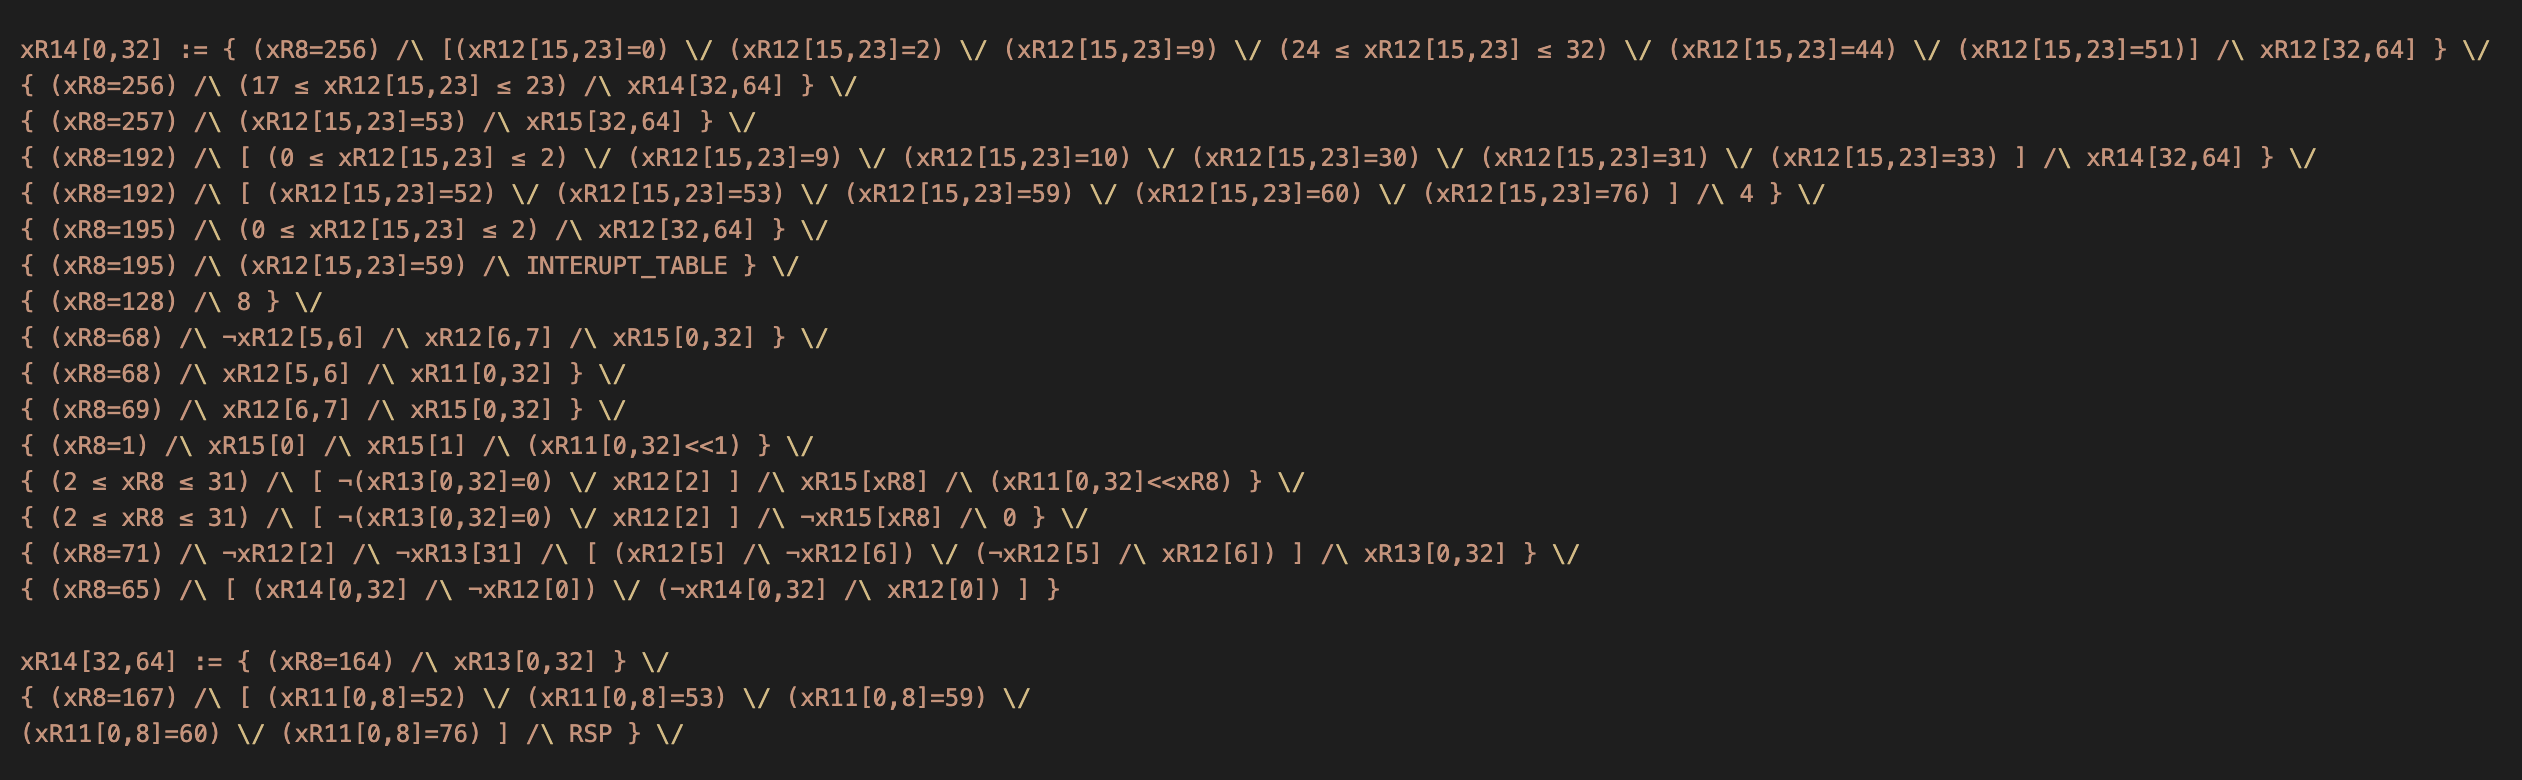 xR14[0,32] := { (xR8=256) /\ [(xR12[15,23]=0) \/ (xR12[15,23]=2) \/ (xR12[15,23]=9) \/ (24 ≤ xR12[15,23] ≤ 32) \/ (xR12[15,23]=44) \/ (xR12[15,23]=51)] /\ xR12[32,64] } \/
{ (xR8=256) /\ (17 ≤ xR12[15,23] ≤ 23) /\ xR14[32,64] } \/
{ (xR8=257) /\ (xR12[15,23]=53) /\ xR15[32,64] } \/
{ (xR8=192) /\ [ (0 ≤ xR12[15,23] ≤ 2) \/ (xR12[15,23]=9) \/ (xR12[15,23]=10) \/ (xR12[15,23]=30) \/ (xR12[15,23]=31) \/ (xR12[15,23]=33) ] /\ xR14[32,64] } \/
{ (xR8=192) /\ [ (xR12[15,23]=52) \/ (xR12[15,23]=53) \/ (xR12[15,23]=59) \/ (xR12[15,23]=60) \/ (xR12[15,23]=76) ] /\ 4 } \/
{ (xR8=195) /\ (0 ≤ xR12[15,23] ≤ 2) /\ xR12[32,64] } \/
{ (xR8=195) /\ (xR12[15,23]=59) /\ INTERUPT_TABLE } \/
{ (xR8=128) /\ 8 } \/
{ (xR8=68) /\ ¬xR12[5,6] /\ xR12[6,7] /\ xR15[0,32] } \/
{ (xR8=68) /\ xR12[5,6] /\ xR11[0,32] } \/
{ (xR8=69) /\ xR12[6,7] /\ xR15[0,32] } \/
{ (xR8=1) /\ xR15[0] /\ xR15[1] /\ (xR11[0,32]<<1) } \/
{ (2 ≤ xR8 ≤ 31) /\ [ ¬(xR13[0,32]=0) \/ xR12[2] ] /\ xR15[xR8] /\ (xR11[0,32]<<xR8) } \/
{ (2 ≤ xR8 ≤ 31) /\ [ ¬(xR13[0,32]=0) \/ xR12[2] ] /\ ¬xR15[xR8] /\ 0 } \/
{ (xR8=71) /\ ¬xR12[2] /\ ¬xR13[31] /\ [ (xR12[5] /\ ¬xR12[6]) \/ (¬xR12[5] /\ xR12[6]) ] /\ xR13[0,32] } \/
{ (xR8=65) /\ [ (xR14[0,32] /\ ¬xR12[0]) \/ (¬xR14[0,32] /\ xR12[0]) ] }
xR14[32,64] := { (xR8=164) /\ xR13[0,32] } \/
{ (xR8=167) /\ [ (xR11[0,8]=52) \/ (xR11[0,8]=53) \/ (xR11[0,8]=59) \/
(xR11[0,8]=60) \/ (xR11[0,8]=76) ] /\ RSP } \/